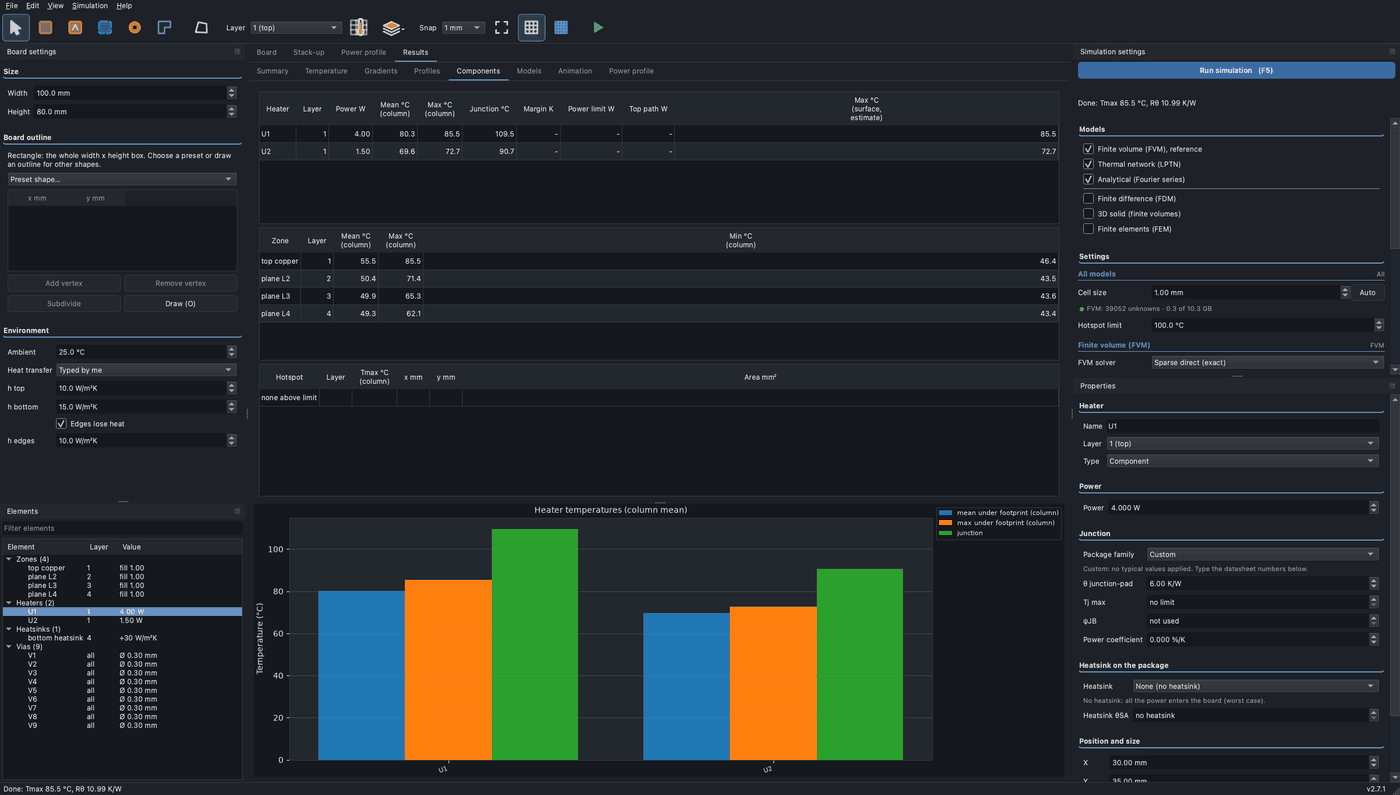 File Edit View Simulation Help
Layer 1 (top) Snap 1 mm
Board settings
Size
Width 100.0 mm
Height 80.0 mm
Board outline
Rectangle: the whole width x height box. Choose a preset or draw
an outline for other shapes.
Preset shape...
x mm y mm
Add vertex Remove vertex
Subdivide Draw (O)
Environment
Ambient 25.0 °C
Heat transfer Typed by me
h top 10.0 W/m²K
h bottom 15.0 W/m²K
Edges lose heat
h edges 10.0 W/m²K
Elements
Filter elements
Element Layer Value
Zones (4)
top copper 1 fill 1.00
plane L2 2 fill 1.00
plane L3 3 fill 1.00
plane L4 4 fill 1.00
Heaters (2)
U1 1 4.00 W
U2 1 1.50 W
Heatsinks (1)
bottom heatsink 4 +30 W/m²K
Vias (9)
V1 all Ø 0.30 mm
V2 all Ø 0.30 mm
V3 all Ø 0.30 mm
V4 all Ø 0.30 mm
V5 all Ø 0.30 mm
V6 all Ø 0.30 mm
V7 all Ø 0.30 mm
V8 all Ø 0.30 mm
V9 all Ø 0.30 mm
Board Stack-up Power profile Results
Summary Temperature Gradients Profiles Components Models Animation Power profile
Heater Layer Power W Mean °C (column) Max °C (column) Junction °C Margin K Power limit W Top path W Max °C (surface, estimate)
U1 1 4.00 80.3 85.5 109.5 - - - 85.5
U2 1 1.50 69.6 72.7 90.7 - - - 72.7
Zone Layer Mean °C (column) Max °C (column) Min °C (column)
top copper 1 55.5 85.5 46.4
plane L2 2 50.4 71.4 43.5
plane L3 3 49.9 65.3 43.6
plane L4 4 49.3 62.1 43.4
Hotspot Layer Tmax °C (column) x mm y mm Area mm²
none above limit
Heater temperatures (column mean)
mean under footprint (column)
max under footprint (column)
junction
Temperature (°C)
100
80
60
40
20
0
U1 U2
Simulation settings
Run simulation (F5)
Done: Tmax 85.5 °C, Rθ 10.99 K/W
Models
Finite volume (FVM), reference
Thermal network (LPTN)
Analytical (Fourier series)
Finite difference (FDM)
3D solid (finite volumes)
Finite elements (FEM)
Settings
All models All
Cell size 1.00 mm Auto
FVM: 39052 unknowns · 0.3 of 10.3 GB
Hotspot limit 100.0 °C
Finite volume (FVM) FVM
FVM solver Sparse direct (exact)
Properties
Heater
Name U1
Layer 1 (top)
Type Component
Power
Power 4.000 W
Junction
Package family Custom
Custom: no typical values applied. Type the datasheet numbers below.
θ junction-pad 6.00 K/W
Tj max no limit
ψJB not used
Power coefficient 0.000 %/K
Heatsink on the package
Heatsink None (no heatsink)
No heatsink: all the power enters the board (worst case).
Heatsink θSA no heatsink
Position and size
X 30.00 mm
Y 35.00 mm
Done: Tmax 85.5 °C, Rθ 10.99 K/W v2.7.1